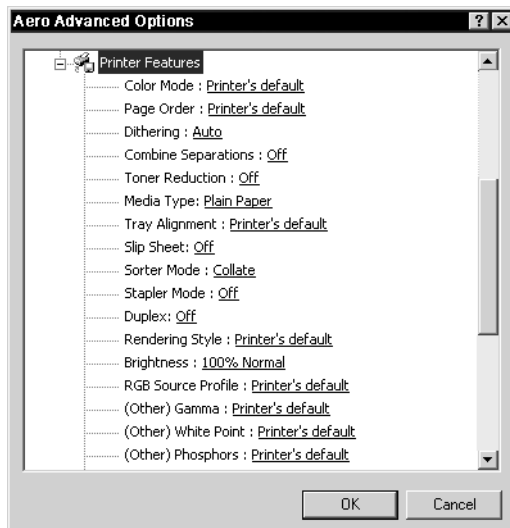 Aero Advanced Options
Printer Features
Color Mode : Printer's default
Page Order : Printer's default
Dithering : Auto
Combine Separations : Off
Toner Reduction : Off
Media Type: Plain Paper
Tray Alignment : Printer's default
Slip Sheet: Off
Sorter Mode : Collate
Stapler Mode : Off
Duplex: Off
Rendering Style : Printer's default
Brightness : 100% Normal
RGB Source Profile : Printer's default
(Other) Gamma : Printer's default
(Other) White Point : Printer's default
(Other) Phosphors : Printer's default
OK Cancel